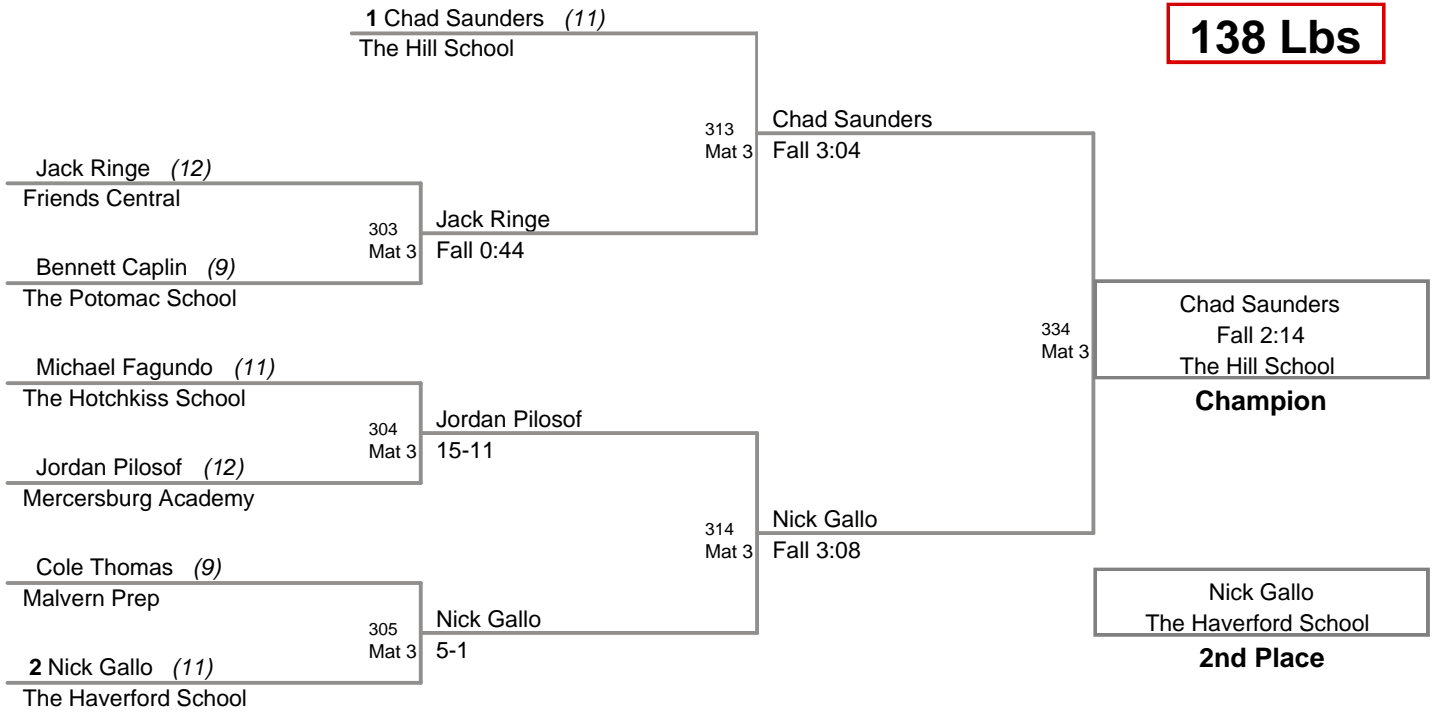 1 Chad Saunders (11)
The Hill School
138 Lbs
313
Mat 3
Chad Saunders
Fall 3:04
Jack Ringe (12)
Friends Central
303
Mat 3
Jack Ringe
Fall 0:44
Bennett Caplin (9)
The Potomac School
334
Mat 3
Chad Saunders
Fall 2:14
The Hill School
Champion
Michael Fagundo (11)
The Hotchkiss School
304
Mat 3
Jordan Pilosof
15-11
Jordan Pilosof (12)
Mercersburg Academy
314
Mat 3
Nick Gallo
Fall 3:08
Cole Thomas (9)
Malvern Prep
305
Mat 3
Nick Gallo
5-1
2 Nick Gallo (11)
The Haverford School
Nick Gallo
The Haverford School
2nd Place